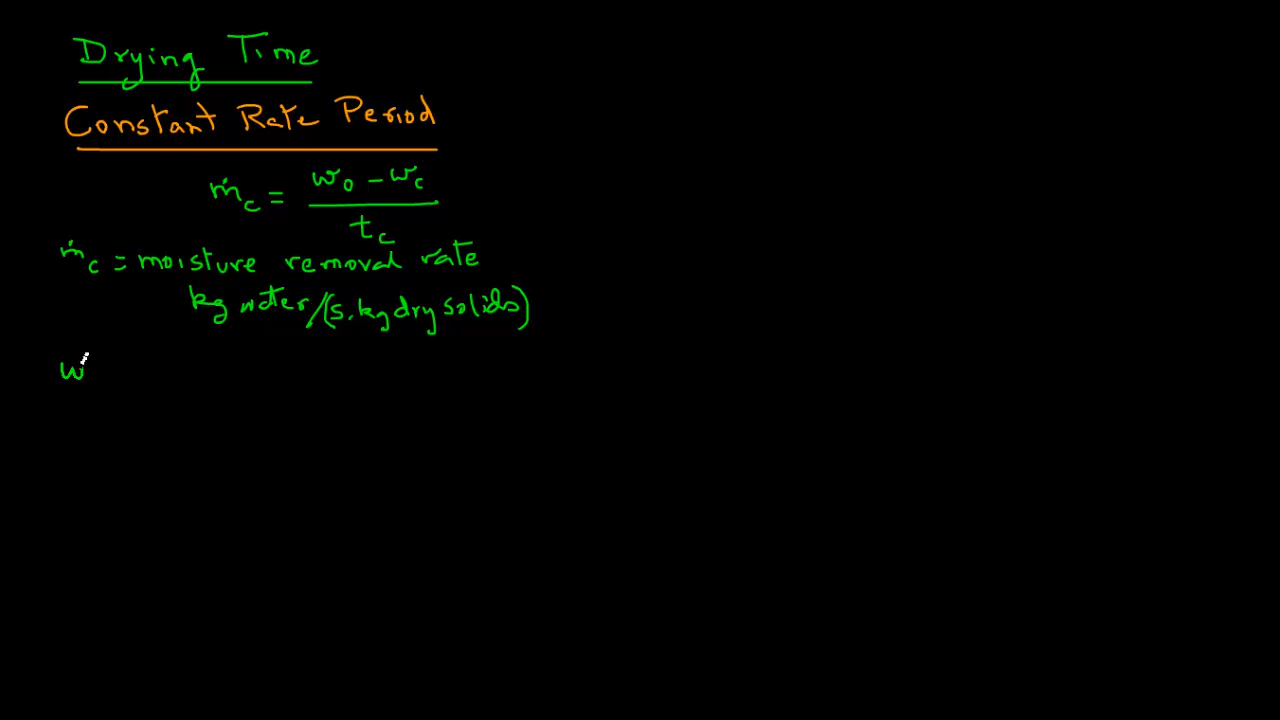 Drying Time
Constant Rate Period
ṁc = w₀ - wc / tc
ṁc = moisture removal rate
kg water/(s. kg dry solids)
w